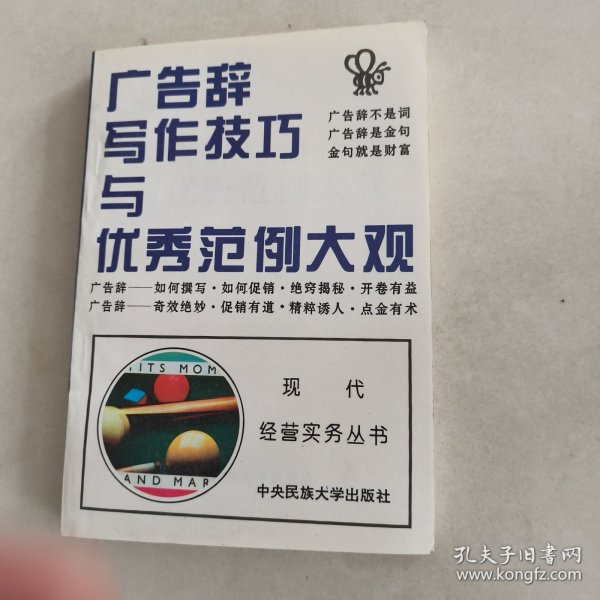 广告辞
写作技巧
与
优秀范例大观
广告辞不是词
广告辞是金句
金句就是财富
广告辞——如何撰写·如何促销·绝窍揭秘·开卷有益
广告辞——奇效绝妙·促销有道·精粹诱人·点金有术
ITS MOM
AND MAR
现代
经营实务丛书
中央民族大学出版社
孔夫子旧书网
www.kongfz.com